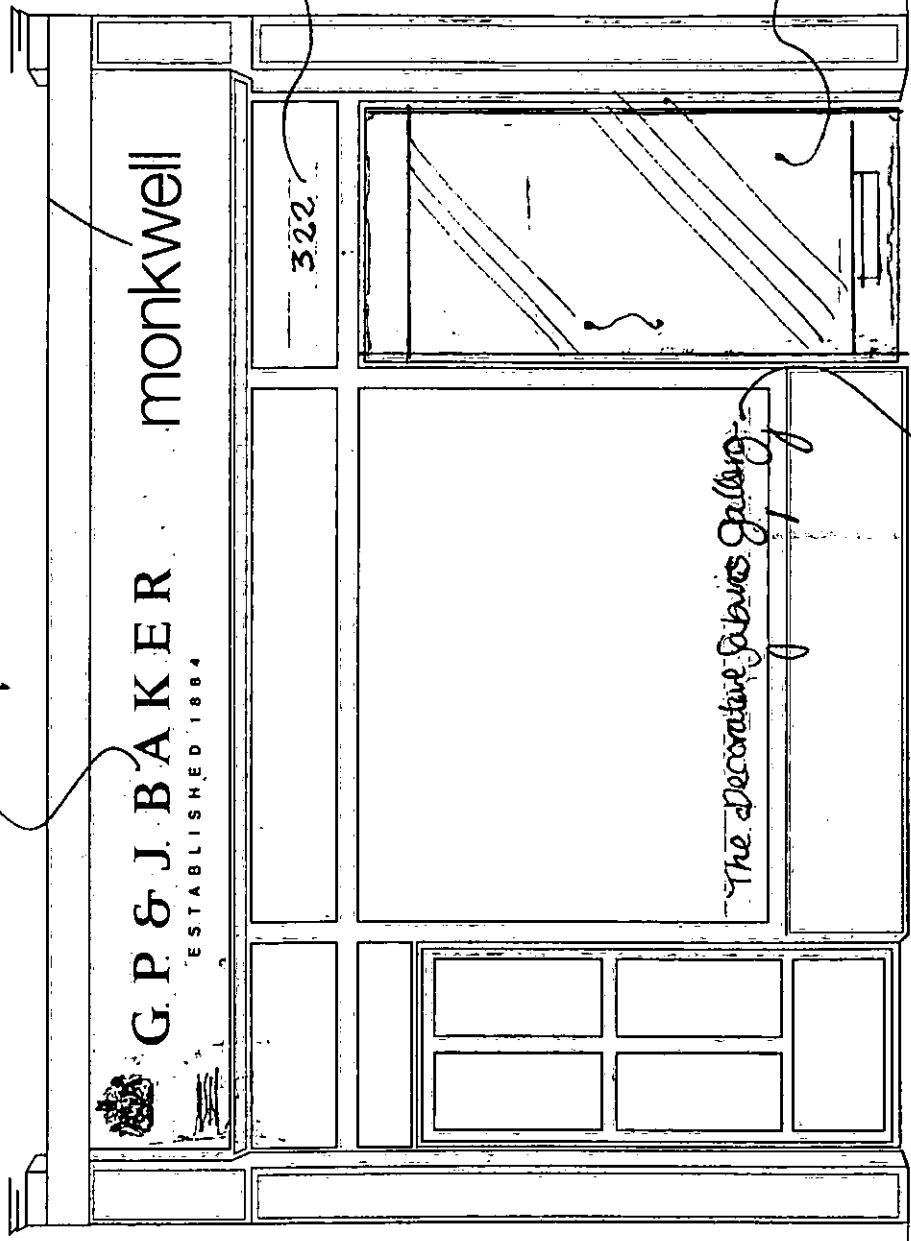 G. P. & J. BAKER monkwell
ESTABLISHED 1884
322
The Decorative fabrics gallery